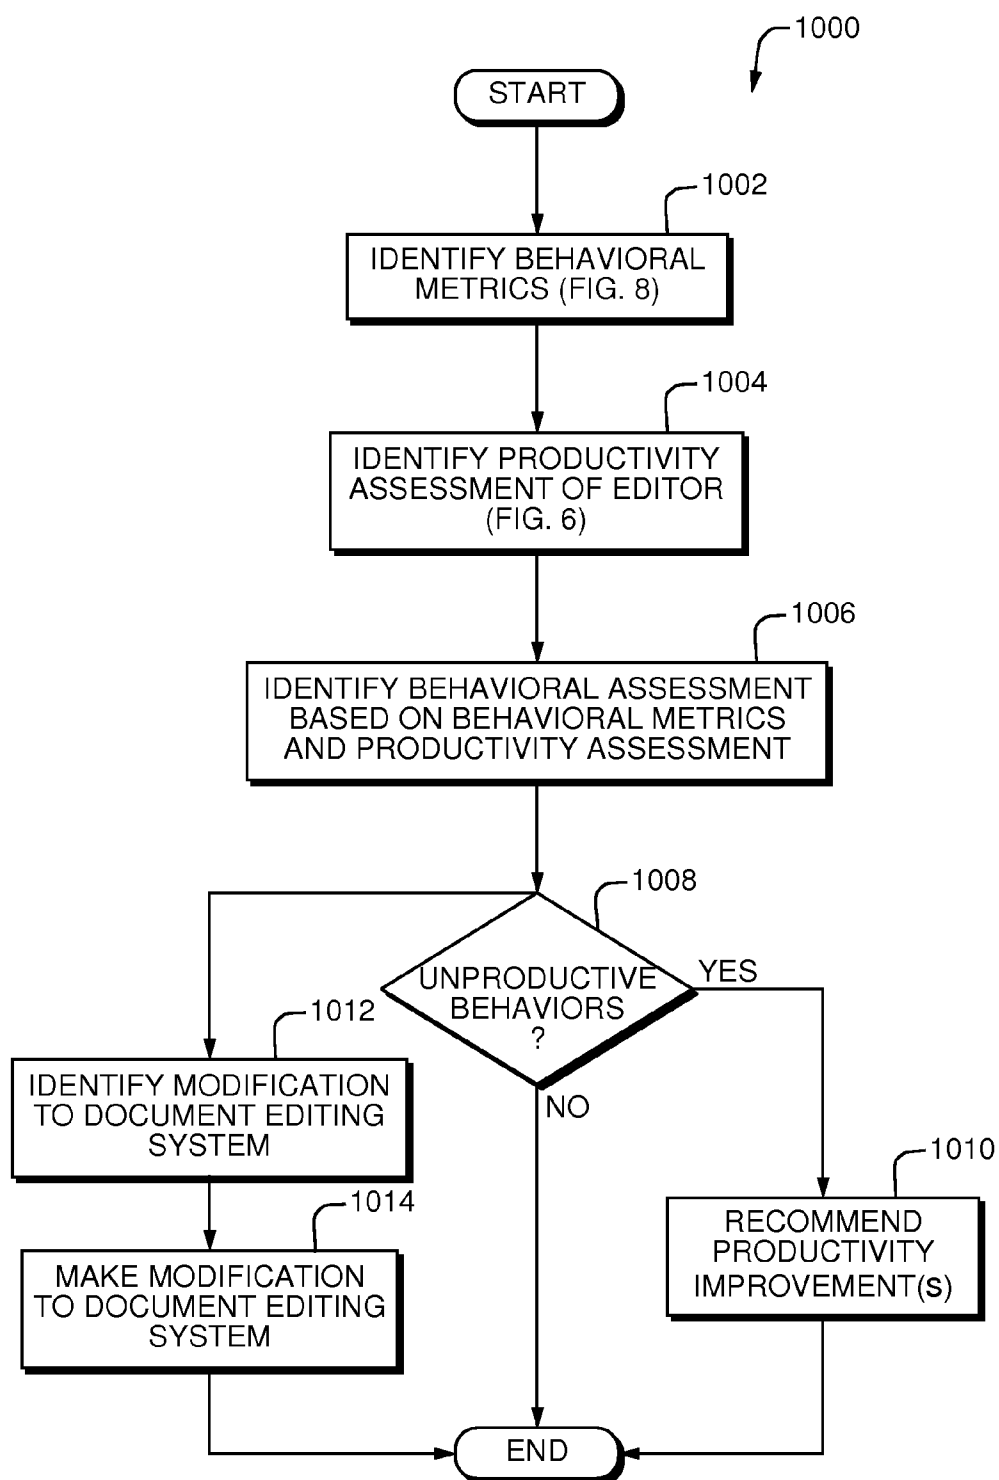 1000
START
1002
IDENTIFY BEHAVIORAL
METRICS (FIG. 8)
1004
IDENTIFY PRODUCTIVITY
ASSESSMENT OF EDITOR
(FIG. 6)
1006
IDENTIFY BEHAVIORAL ASSESSMENT
BASED ON BEHAVIORAL METRICS
AND PRODUCTIVITY ASSESSMENT
1008
UNPRODUCTIVE
BEHAVIORS
?
YES
NO
1012
IDENTIFY MODIFICATION
TO DOCUMENT EDITING
SYSTEM
1014
MAKE MODIFICATION
TO DOCUMENT EDITING
SYSTEM
1010
RECOMMEND
PRODUCTIVITY
IMPROVEMENT(s)
END